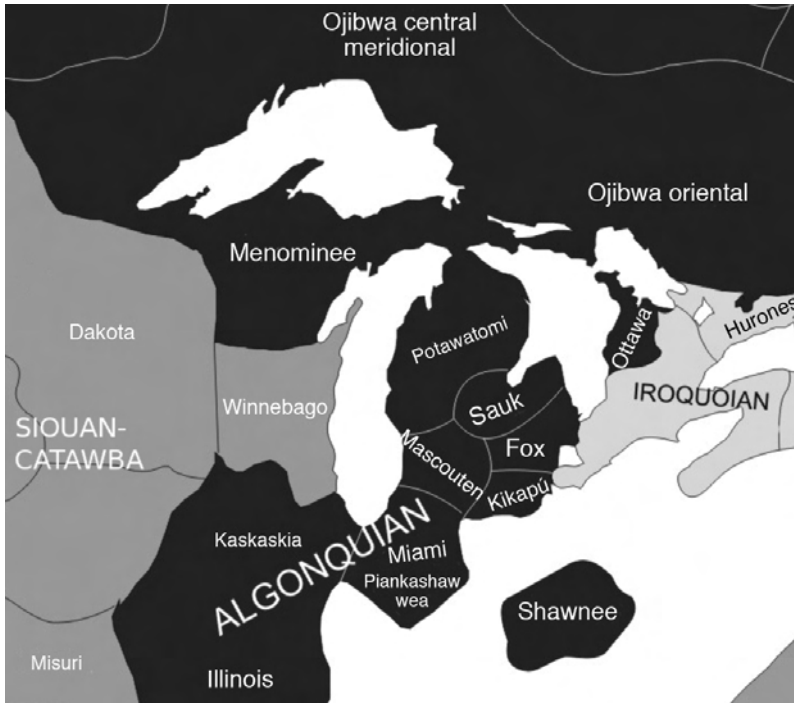 Ojibwa central
meridional
Ojibwa oriental
Menominee
Dakota
Potawatomi
Ottawa
Hurones
Winnebago
Sauk
IROQUOIAN
SIOUAN-
CATAWBA
Mascouten
Fox
Kikapú
Kaskaskia
ALGONQUIAN
Miami
Piankashaw
wea
Shawnee
Misuri
Illinois